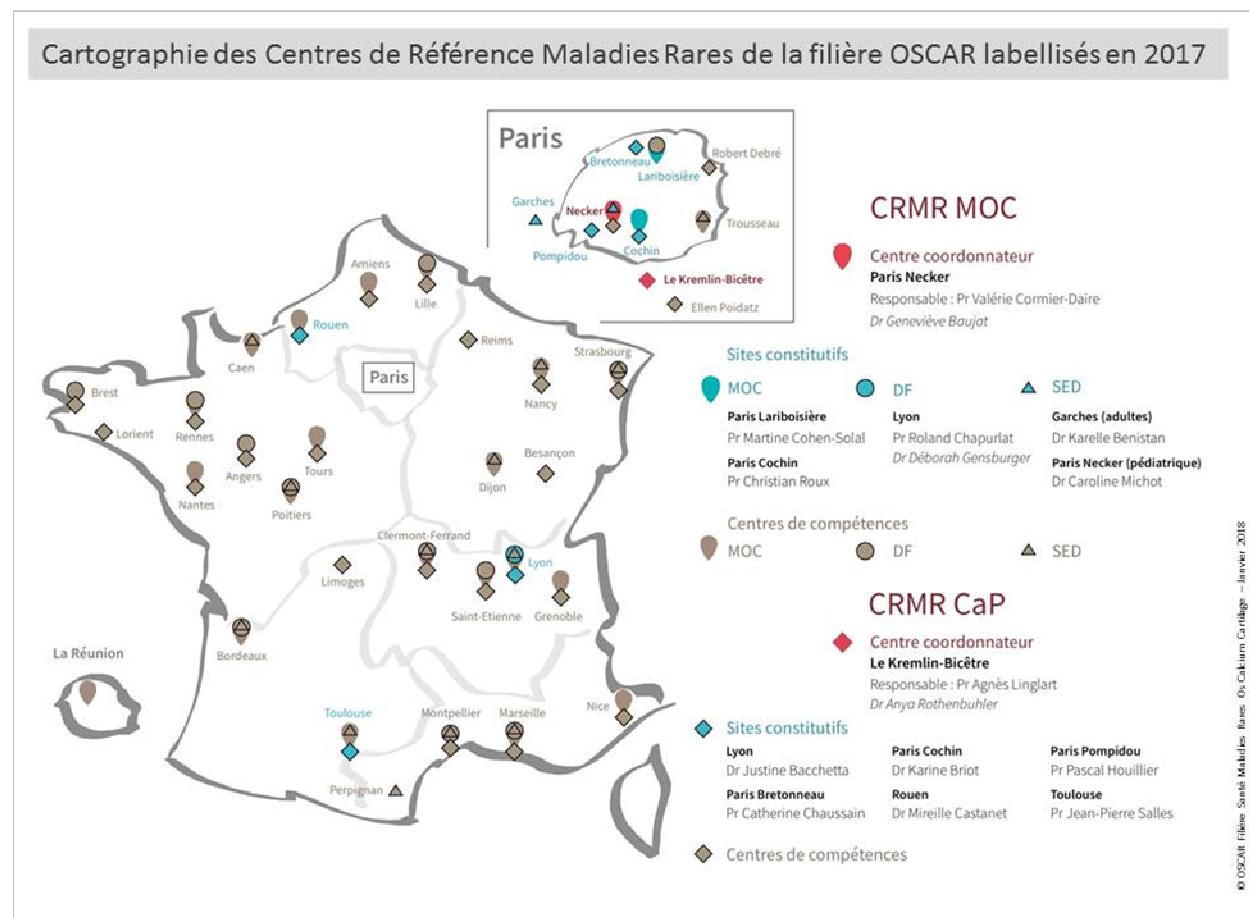 Cartographie des Centres de Référence Maladies Rares de la filière OSCAR labellisés en 2017
Paris
Bretonneau
Robert Debré
Lariboisière
Garches
Necker
Trousseau
Pompidou
Cochin
Le Kremlin-Bicêtre
Ellen Poidatz
Amiens
Lille
Rouen
Reims
Caen
Strasbourg
Paris
Nancy
Brest
Lorient
Rennes
Angers
Tours
Besançon
Nantes
Dijon
Poitiers
Clermont-Ferrand
Limoges
Lyon
Saint-Etienne
Grenoble
Bordeaux
La Réunion
Nice
Toulouse
Montpellier
Marseille
Perpignan
CRMR MOC
Centre coordonnateur
Paris Necker
Responsable : Pr Valérie Cormier-Daire
Dr Geneviève Baujat
Sites constitutifs
MOC
DF
SED
Paris Lariboisière
Lyon
Garches (adultes)
Pr Martine Cohen-Solal
Pr Roland Chapurlat
Dr Karelle Benistan
Dr Déborah Gensburger
Paris Cochin
Paris Necker (pédiatrique)
Pr Christian Roux
Dr Caroline Michot
Centres de compétences
MOC
DF
SED
CRMR CaP
Centre coordonnateur
Le Kremlin-Bicêtre
Responsable : Pr Agnès Linglart
Dr Anya Rothenbuhler
Sites constitutifs
Lyon
Paris Cochin
Paris Pompidou
Dr Justine Bacchetta
Dr Karine Briot
Pr Pascal Houillier
Paris Bretonneau
Rouen
Toulouse
Pr Catherine Chaussain
Dr Mireille Castanet
Pr Jean-Pierre Salles
Centres de compétences
© OSCAR Filière Santé Maladies Rares Os Calcium Cartilage – Janvier 2018